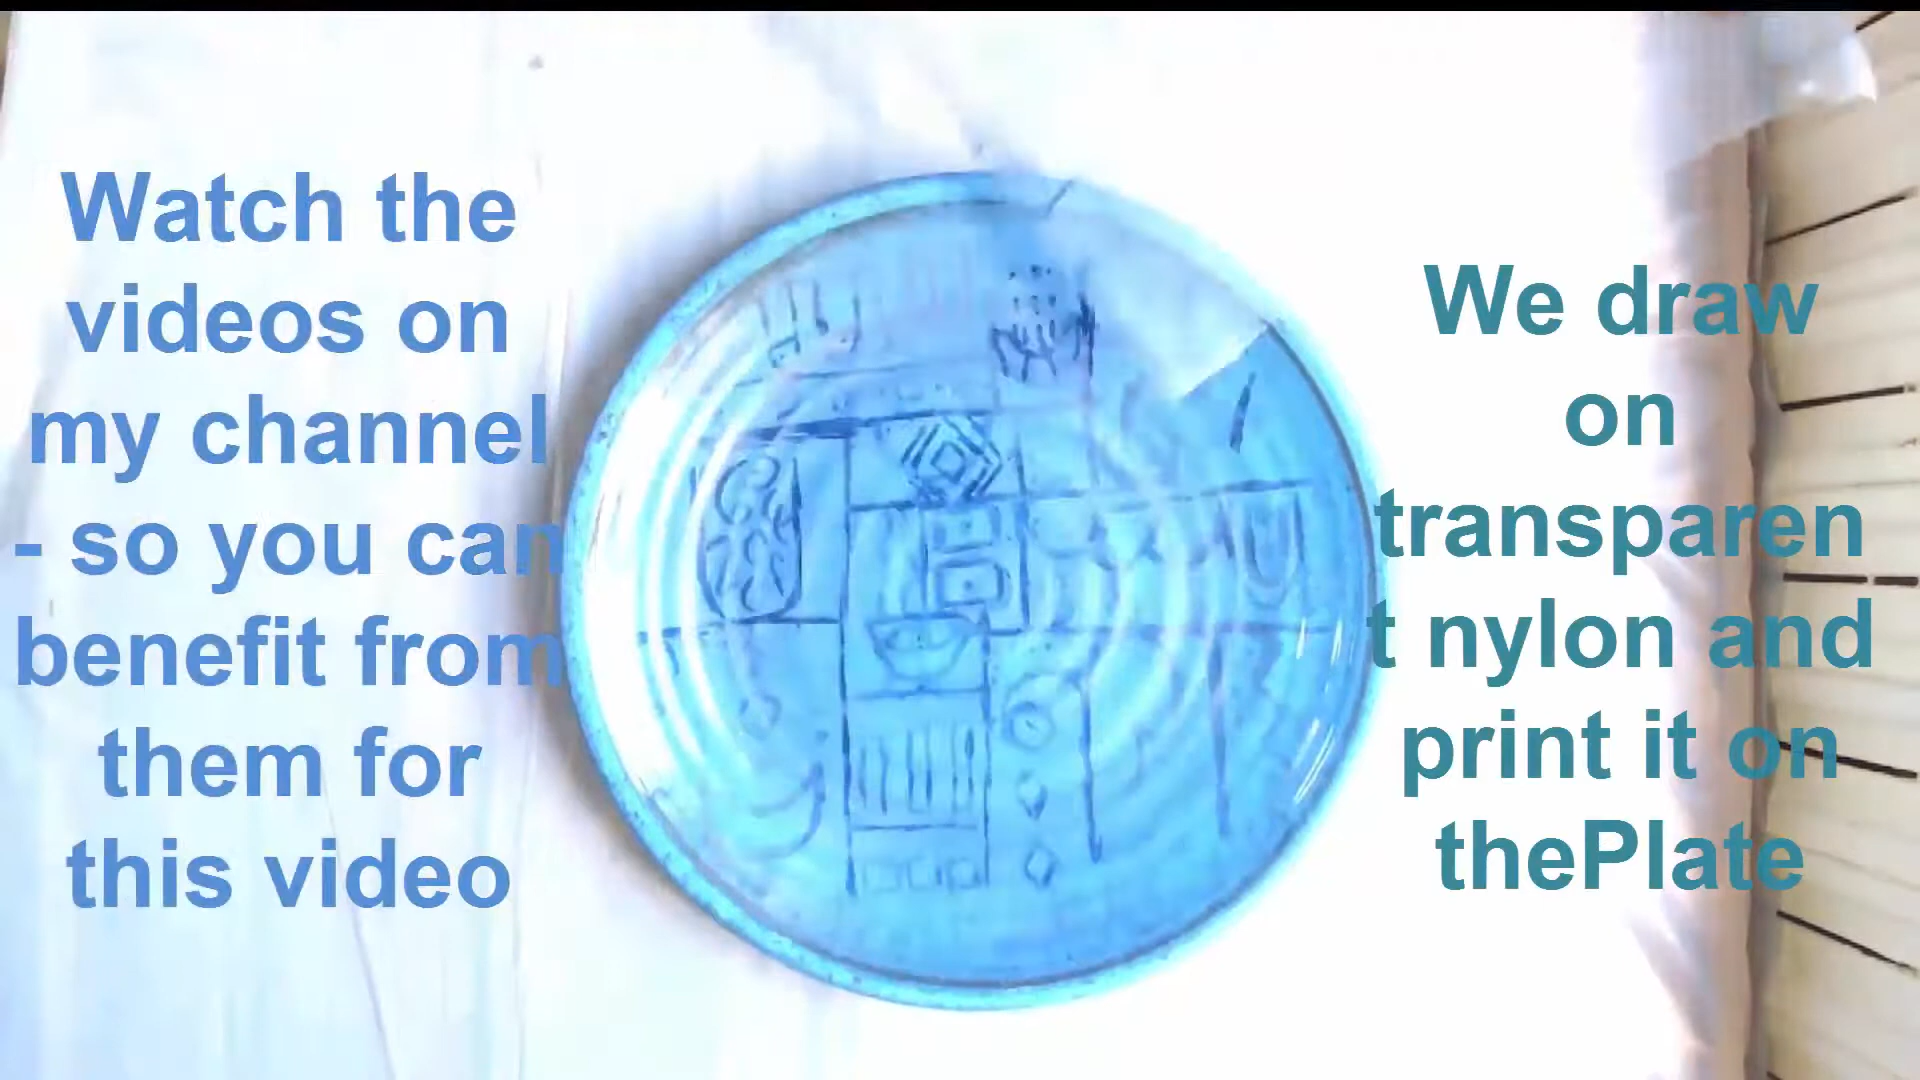 Watch the
videos on
my channel
- so you can
benefit from
them for
this video
We draw
on
transparen
t nylon and
print it on
thePlate